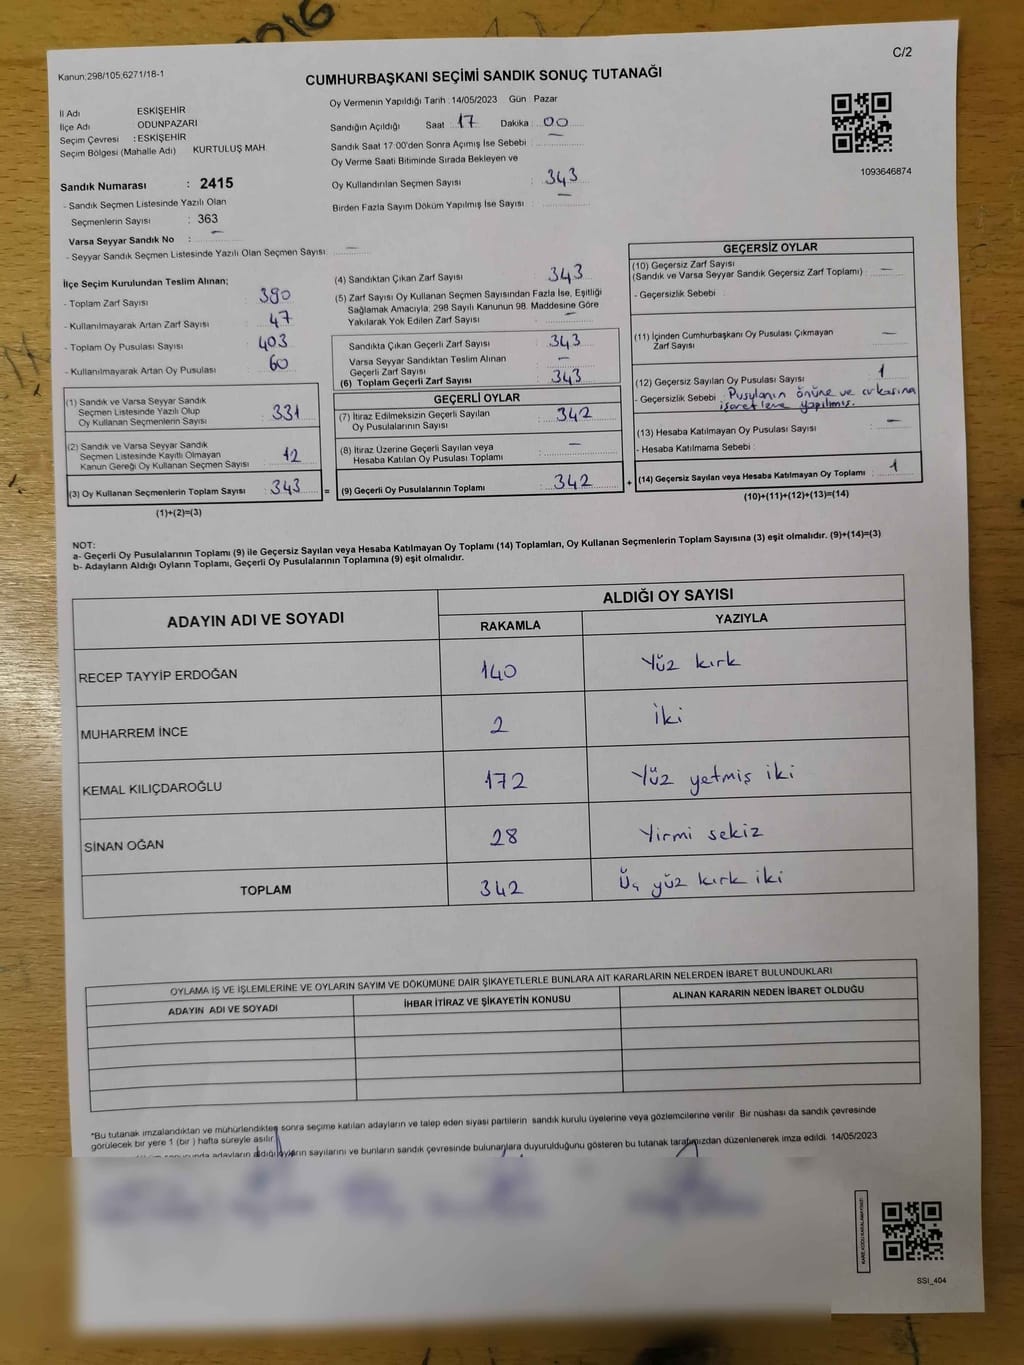 2016
C/2
Kanun:298/105,6271/18-1
CUMHURBAŞKANI SEÇİMİ SANDIK SONUÇ TUTANAĞI
İl Adı ESKİŞEHİR
İlçe Adı ODUNPAZARI
Seçim Çevresi : ESKİŞEHİR
Seçim Bölgesi (Mahalle Adı) KURTULUŞ MAH
Sandık Numarası : 2415
- Sandık Seçmen Listesinde Yazılı Olan
Seçmenlerin Sayısı : 363
Varsa Seyyar Sandık No : –
- Seyyar Sandık Seçmen Listesinde Yazılı Olan Seçmen Sayısı: —
Oy Vermenin Yapıldığı Tarih : 14/05/2023 Gün Pazar
Sandığın Açıldığı Saat 17 Dakika : 00
Sandık Saat 17:00'den Sonra Açımış İse Sebebi : —
Oy Verme Saati Bitiminde Sırada Bekleyen ve
Oy Kullandırılan Seçmen Sayısı : 343
Birden Fazla Sayım Döküm Yapılmış İse Sayısı : —
1093646874
İlçe Seçim Kurulundan Teslim Alınan;
- Toplam Zarf Sayısı : 390
- Kullanılmayarak Artan Zarf Sayısı : 47
- Toplam Oy Pusulası Sayısı : 403
- Kullanılmayarak Artan Oy Pusulası : 60
(1) Sandık ve Varsa Seyyar Sandık
Seçmen Listesinde Yazılı Olup
Oy Kullanan Seçmenlerin Sayısı : 331
(2) Sandık ve Varsa Seyyar Sandık
Seçmen Listesinde Kayıtlı Olmayan
Kanun Gereği Oy Kullanan Seçmen Sayısı : 12
(3) Oy Kullanan Seçmenlerin Toplam Sayısı : 343
(1)+(2)=(3)
(4) Sandıktan Çıkan Zarf Sayısı : 343
(5) Zarf Sayısı Oy Kullanan Seçmen Sayısından Fazla İse, Eşitliği
Sağlamak Amacıyla; 298 Sayılı Kanunun 98. Maddesine Göre
Yakılarak Yok Edilen Zarf Sayısı : —
Sandıkta Çıkan Geçerli Zarf Sayısı : 343
Varsa Seyyar Sandıktan Teslim Alınan
Geçerli Zarf Sayısı : —
(6) Toplam Geçerli Zarf Sayısı : 343
GEÇERLİ OYLAR
(7) İtiraz Edilmeksizin Geçerli Sayılan
Oy Pusulalarının Sayısı : 342
(8) İtiraz Üzerine Geçerli Sayılan veya
Hesaba Katılan Oy Pusulası Toplamı : —
= (9) Geçerli Oy Pusulalarının Toplamı : 342
GEÇERSİZ OYLAR
(10) Geçersiz Zarf Sayısı
(Sandık ve Varsa Seyyar Sandık Geçersiz Zarf Toplamı) : —
- Geçersizlik Sebebi :
(11) İçinden Cumhurbaşkanı Oy Pusulası Çıkmayan
Zarf Sayısı : —
(12) Geçersiz Sayılan Oy Pusulası Sayısı : 1
- Geçersizlik Sebebi : Pusulanın önüne ve arkasına
işaretleme yapılmış.
(13) Hesaba Katılmayan Oy Pusulası Sayısı : —
- Hesaba Katılmama Sebebi :
+ (14) Geçersiz Sayılan veya Hesaba Katılmayan Oy Toplamı : 1
(10)+(11)+(12)+(13)=(14)
NOT:
a- Geçerli Oy Pusulalarının Toplamı (9) ile Geçersiz Sayılan veya Hesaba Katılmayan Oy Toplamı (14) Toplamları, Oy Kullanan Seçmenlerin Toplam Sayısına (3) eşit olmalıdır. (9)+(14)=(3)
b- Adayların Aldığı Oyların Toplamı, Geçerli Oy Pusulalarının Toplamına (9) eşit olmalıdır.
ADAYIN ADI VE SOYADI ALDIĞI OY SAYISI
RAKAMLA YAZIYLA
RECEP TAYYİP ERDOĞAN 140 Yüz kırk
MUHARREM İNCE 2 İki
KEMAL KILIÇDAROĞLU 172 Yüz yetmiş iki
SİNAN OĞAN 28 Yirmi sekiz
TOPLAM 342 Üç yüz kırk iki
OYLAMA İŞ VE İŞLEMLERİNE VE OYLARIN SAYIM VE DÖKÜMÜNE DAİR ŞİKAYETLERLE BUNLARA AİT KARARLARIN NELERDEN İBARET BULUNDUKLARI
ADAYIN ADI VE SOYADI İHBAR İTİRAZ VE ŞİKAYETİN KONUSU ALINAN KARARIN NEDEN İBARET OLDUĞU
*Bu tutanak imzalandıktan ve mühürlendikten sonra seçime katılan adayların ve talep eden siyasi partilerin sandık kurulu üyelerine veya gözlemcilerine verilir. Bir nüshası da sandık çevresinde
görülecek bir yere 1 (bir ) hafta süreyle asılır.
adayların aldığı oyların sayılarını ve bunların sandık çevresinde bulunanlara duyurulduğunu gösteren bu tutanak tarafımızdan düzenlenerek imza edildi. 14/05/2023
SSI_404